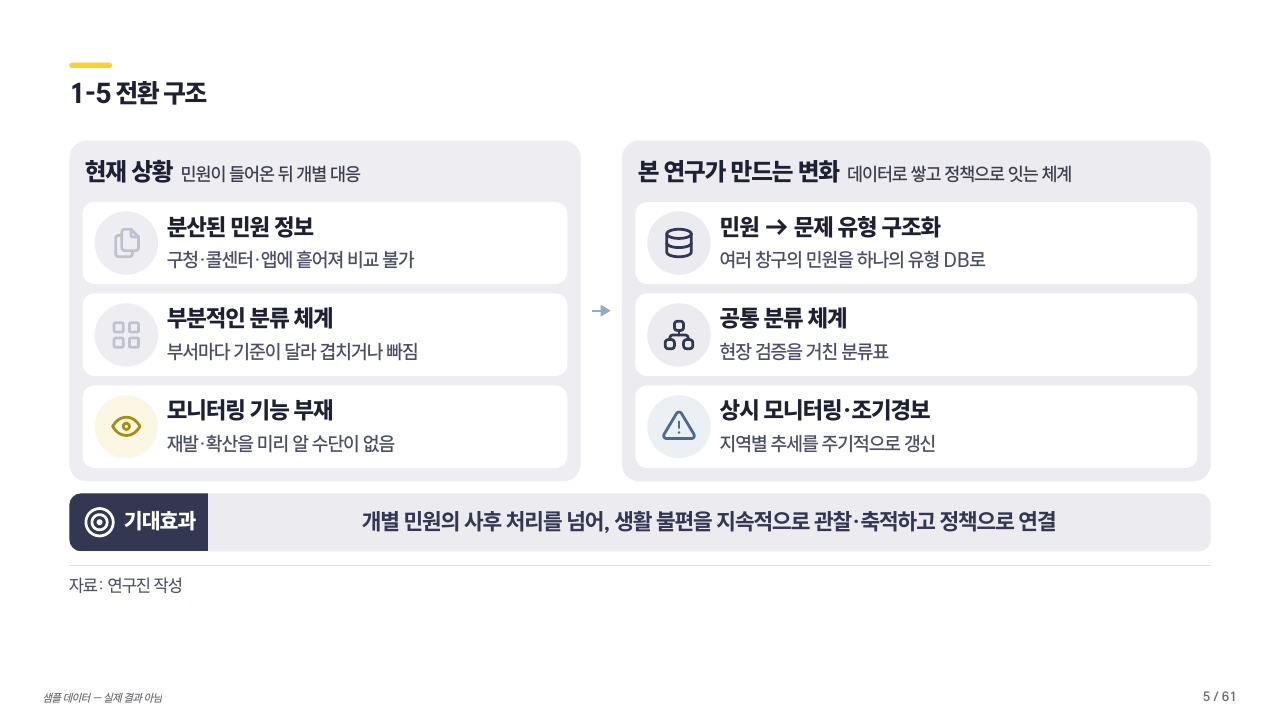 1-5 전환 구조
현재 상황 민원이 들어온 뒤 개별 대응
분산된 민원 정보
구청·콜센터·앱에 흩어져 비교 불가
부분적인 분류 체계
부서마다 기준이 달라 겹치거나 빠짐
모니터링 기능 부재
재발·확산을 미리 알 수단이 없음
본 연구가 만드는 변화 데이터로 쌓고 정책으로 잇는 체계
민원 → 문제 유형 구조화
여러 창구의 민원을 하나의 유형 DB로
공통 분류 체계
현장 검증을 거친 분류표
상시 모니터링·조기경보
지역별 추세를 주기적으로 갱신
기대효과
개별 민원의 사후 처리를 넘어, 생활 불편을 지속적으로 관찰·축적하고 정책으로 연결
자료: 연구진 작성
샘플 데이터 — 실제 결과 아님
5 / 61